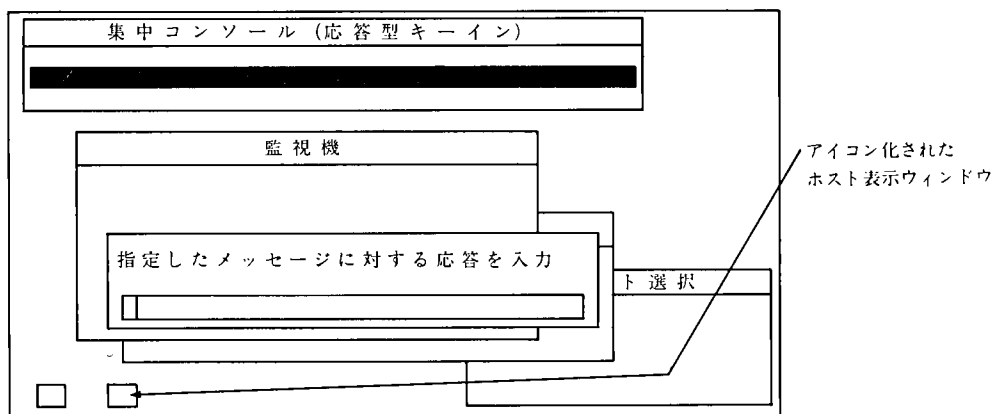 集中コンソール (応答型キーイン)
監視機
アイコン化された
ホスト表示ウィンドウ
指定したメッセージに対する応答を入力
ト選択